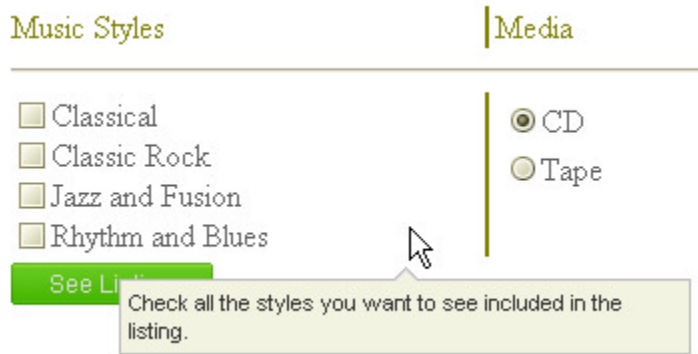 Music Styles
Media
Classical
Classic Rock
Jazz and Fusion
Rhythm and Blues
CD
Tape
See
Check all the styles you want to see included in the
listing.